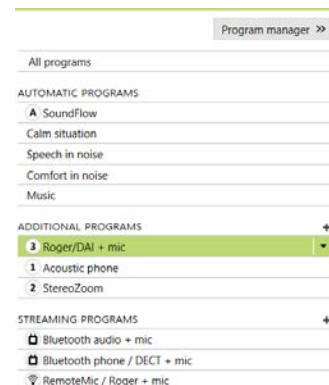 Program manager »
All programs
AUTOMATIC PROGRAMS
A SoundFlow
Calm situation
Speech in noise
Comfort in noise
Music
ADDITIONAL PROGRAMS +
3 Roger/DAI + mic
1 Acoustic phone
2 StereoZoom
STREAMING PROGRAMS +
Bluetooth audio + mic
Bluetooth phone / DECT + mic
RemoteMic / Roger + mic